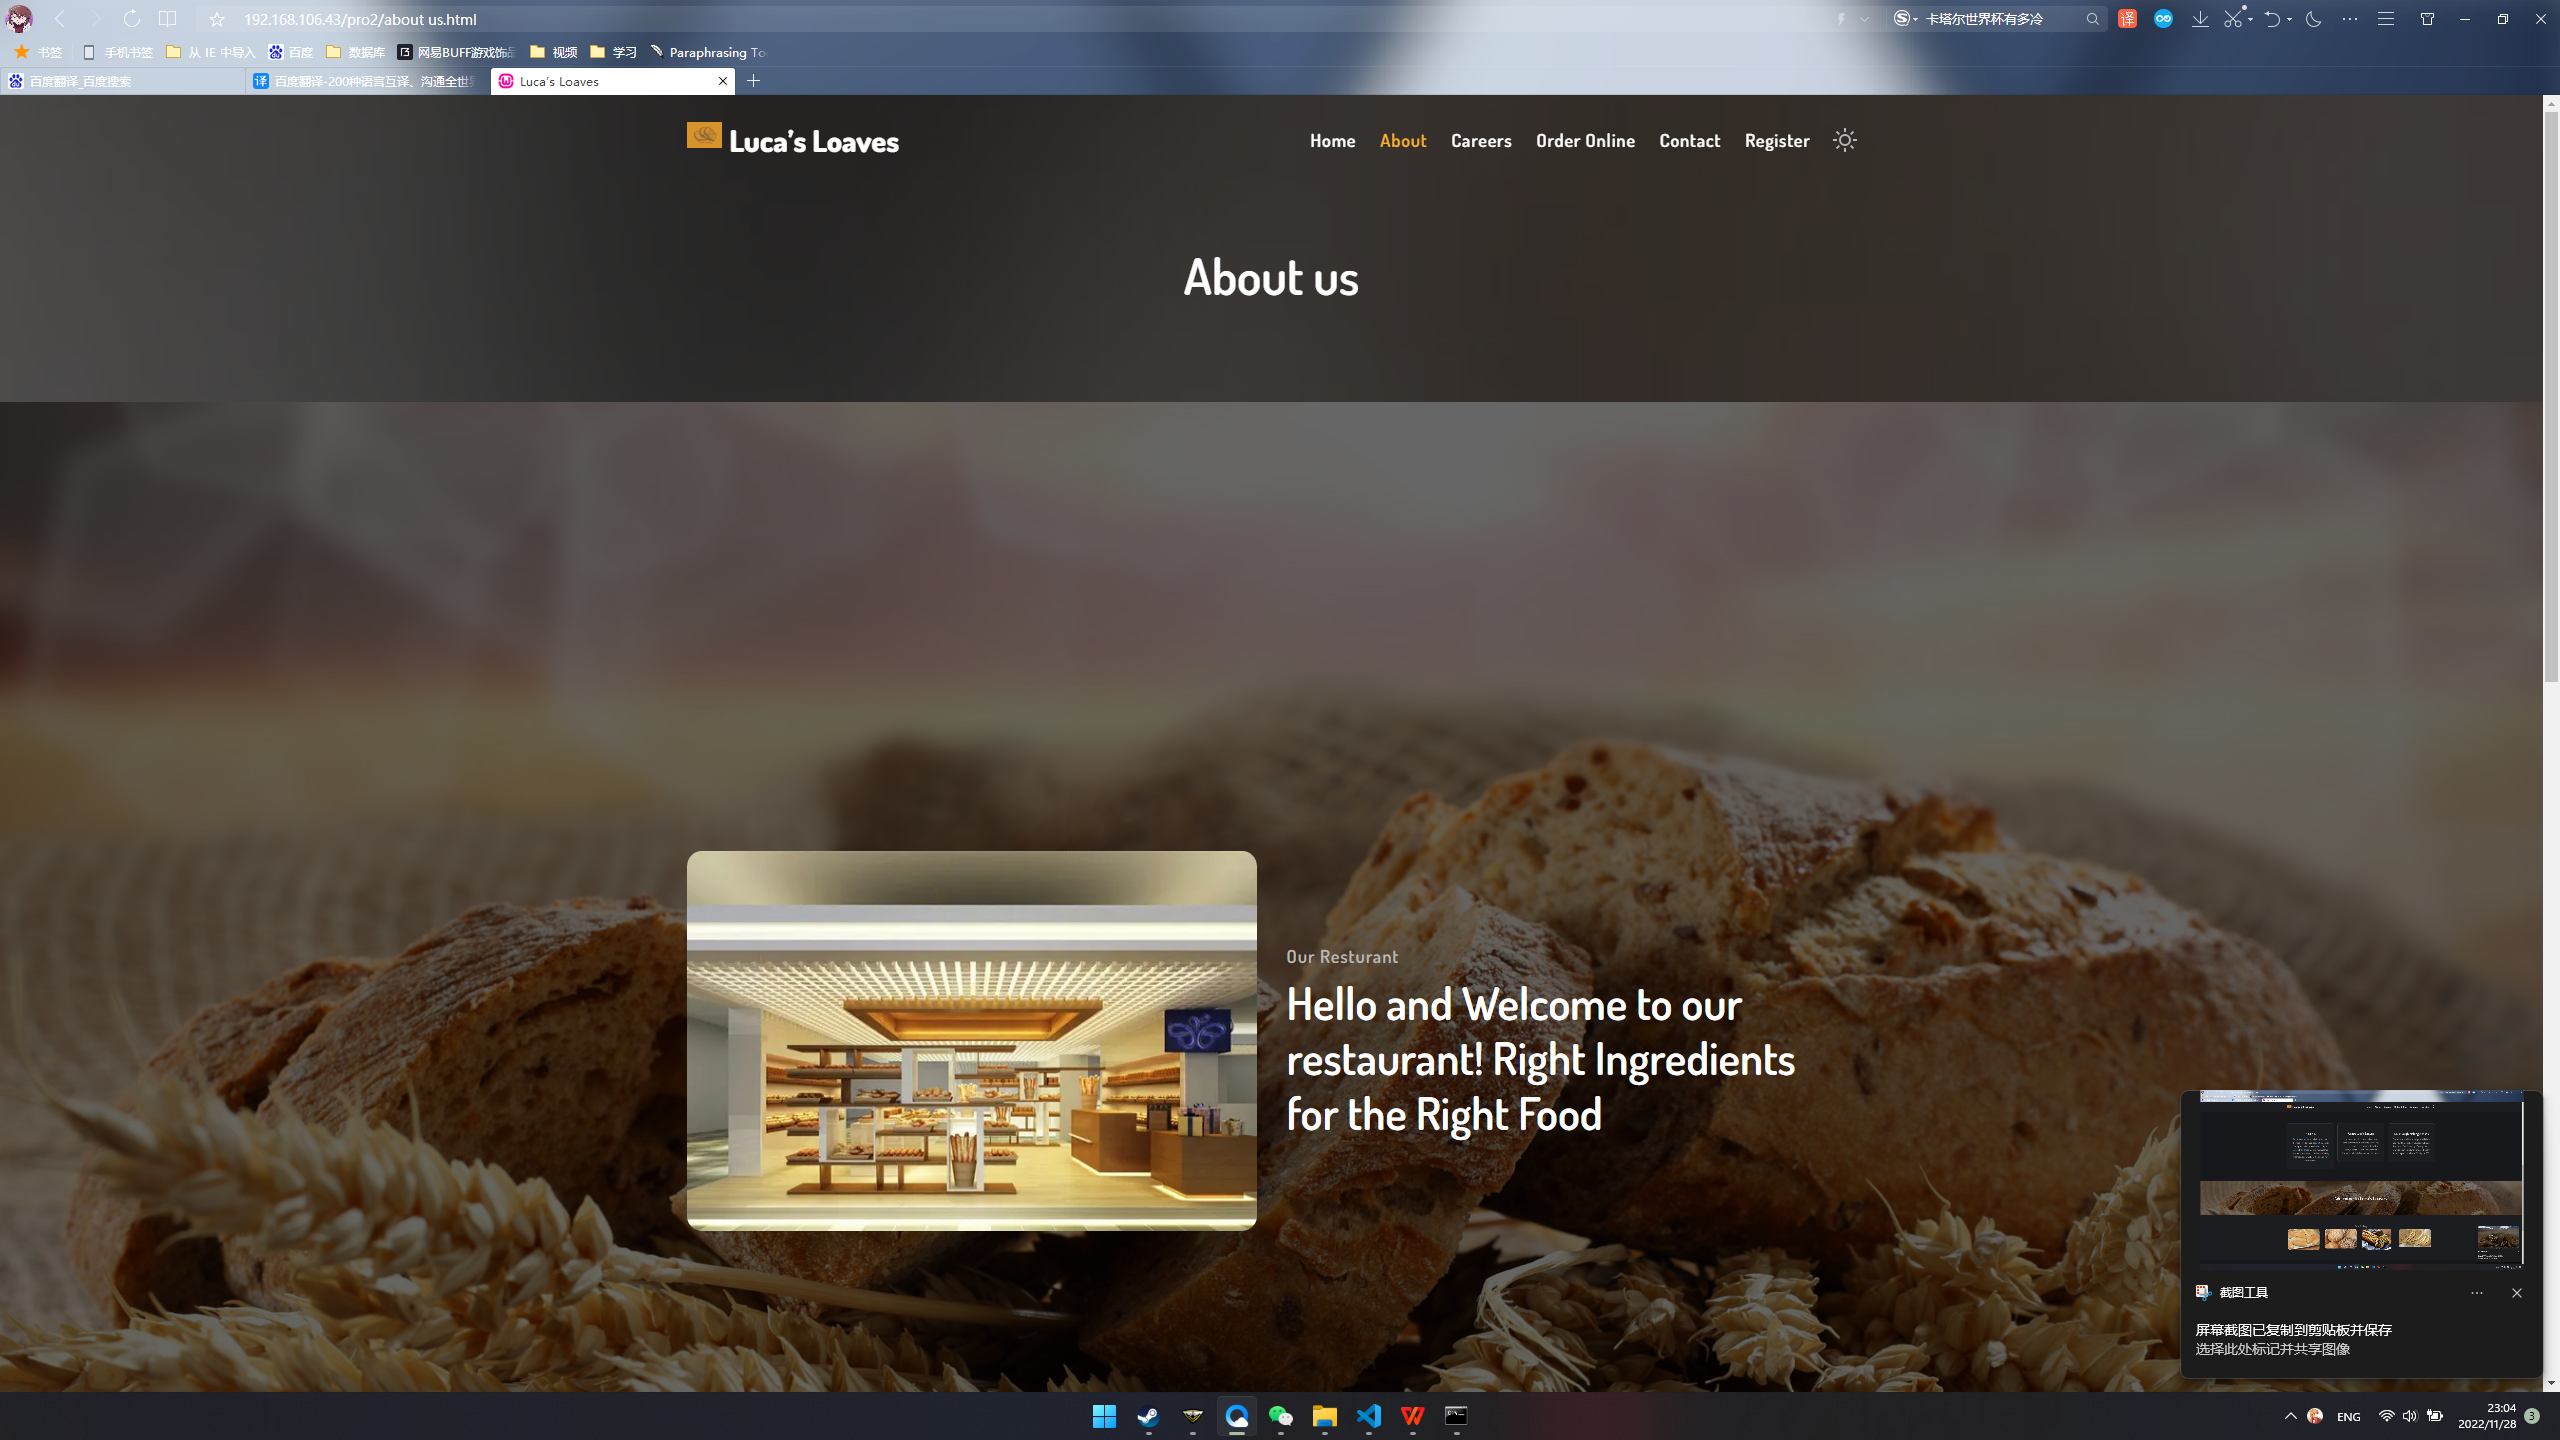 192.168.106.43/pro2/about us.html
卡塔尔世界杯有多冷
译
书签
手机书签
从 IE 中导入
百度
数据库
网易BUFF游戏饰品
视频
学习
Paraphrasing To
百度翻译_百度搜索
译
百度翻译-200种语言互译、沟通全世界
Luca's Loaves
Luca's Loaves
Home
About
Careers
Order Online
Contact
Register
About us
Our Resturant
Hello and Welcome to our
restaurant! Right Ingredients
for the Right Food
截图工具
屏幕截图已复制到剪贴板并保存
选择此处标记并共享图像
ENG
23:04
2022/11/28
3